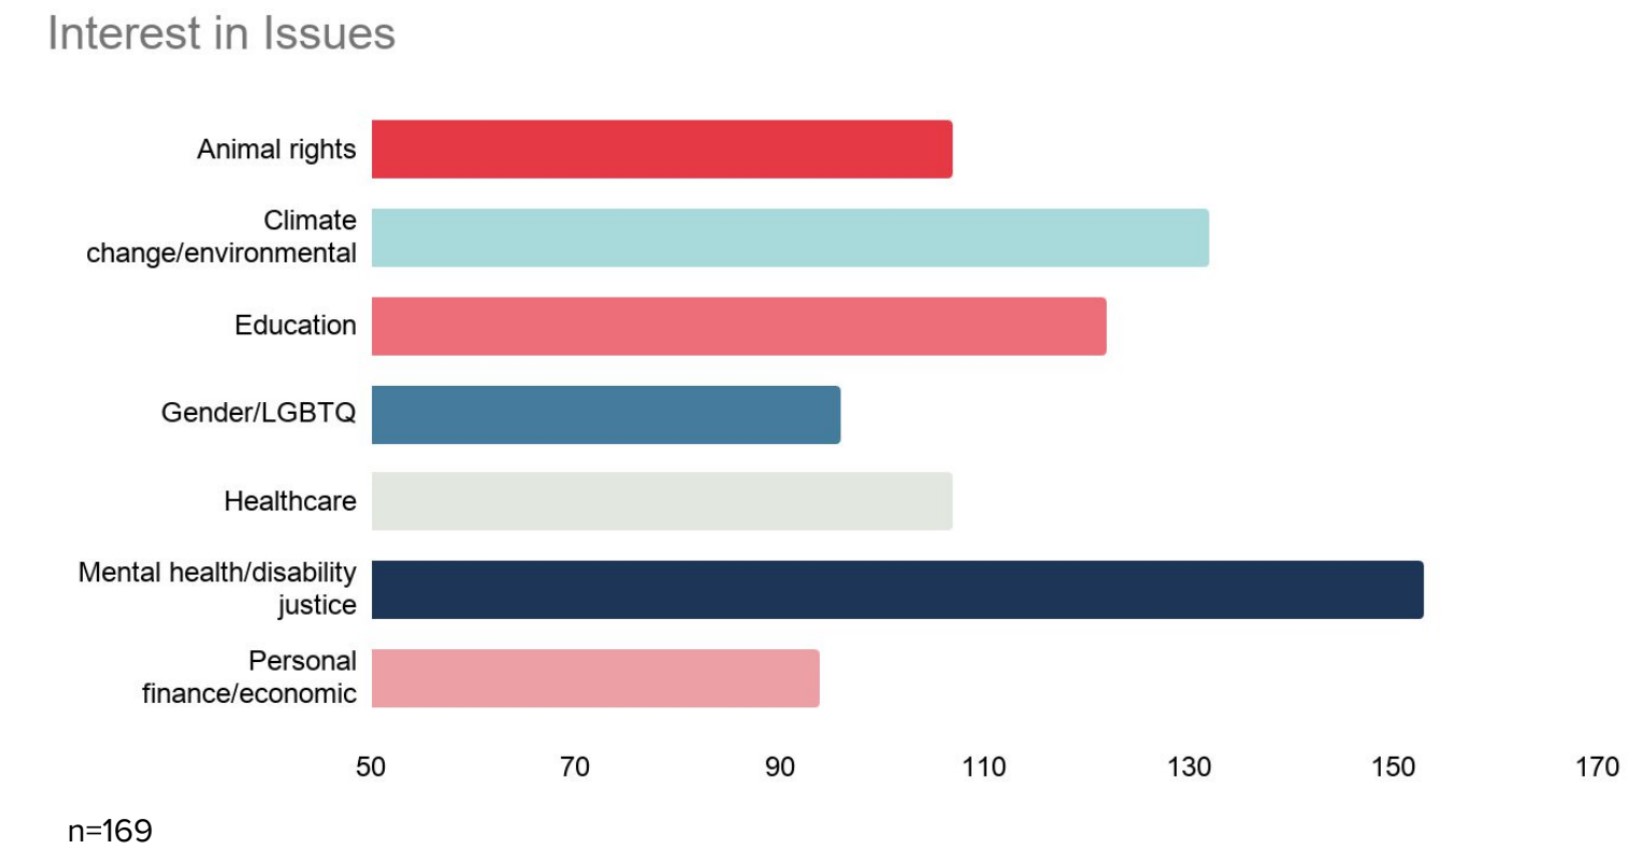 Interest in Issues
Animal rights
Climate
change/environmental
Education
Gender/LGBTQ
Healthcare
Mental health/disability
justice
Personal
finance/economic
50 70 90 110 130 150 170
n=169